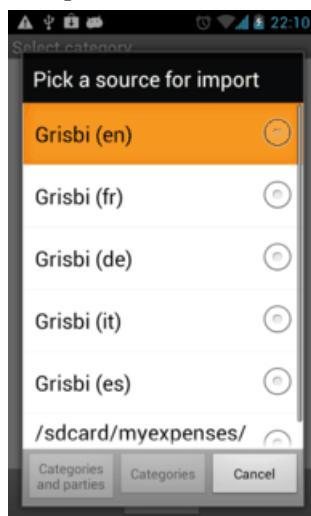 22:10
Select category
Pick a source for import
Grisbi (en)
Grisbi (fr)
Grisbi (de)
Grisbi (it)
Grisbi (es)
/sdcard/myexpenses/
Categories
and parties
Categories
Cancel